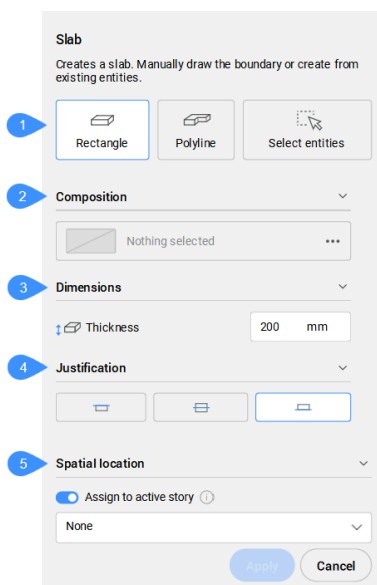 Slab
Creates a slab. Manually draw the boundary or create from
existing entities.
1
Rectangle
Polyline
Select entities
2
Composition
Nothing selected
3
Dimensions
Thickness
200 mm
4
Justification
5
Spatial location
Assign to active story
None
Apply
Cancel